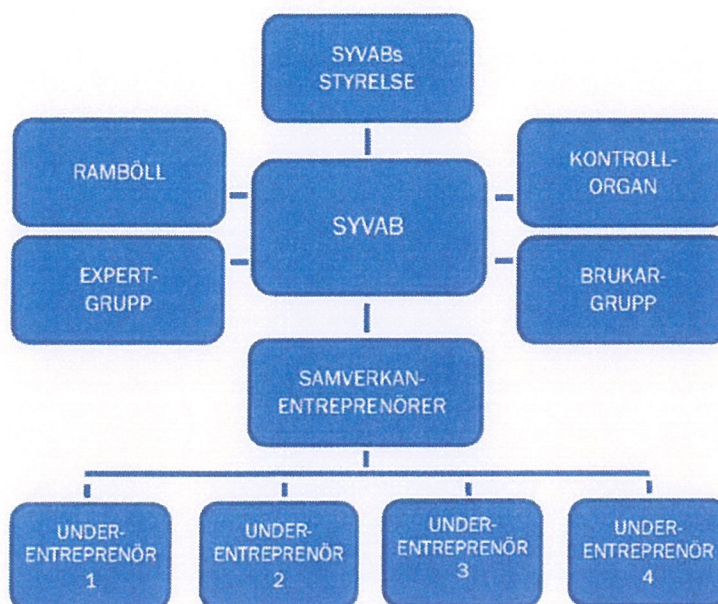 SYVABs
STYRELSE
RAMBÖLL
KONTROLL-
ORGAN
SYVAB
EXPERT-
GRUPP
BRUKAR-
GRUPP
SAMVERKAN-
ENTREPRENÖRER
UNDER-
ENTREPRENÖR
1
UNDER-
ENTREPRENÖR
2
UNDER-
ENTREPRENÖR
3
UNDER-
ENTREPRENÖR
4